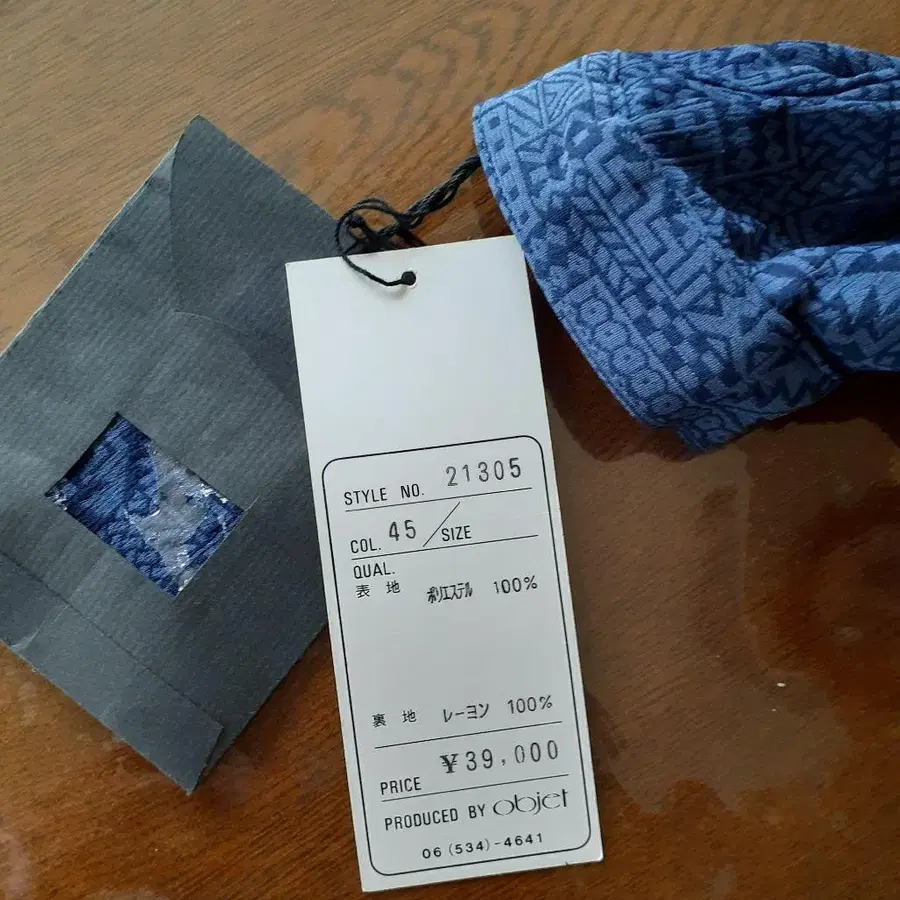 STYLE NO. 21305
COL. 45 / SIZE
QUAL.
表 地 ポリエステル 100%
裏 地 レーヨン 100%
PRICE ¥39,000
PRODUCED BY objet
06(534)-4641